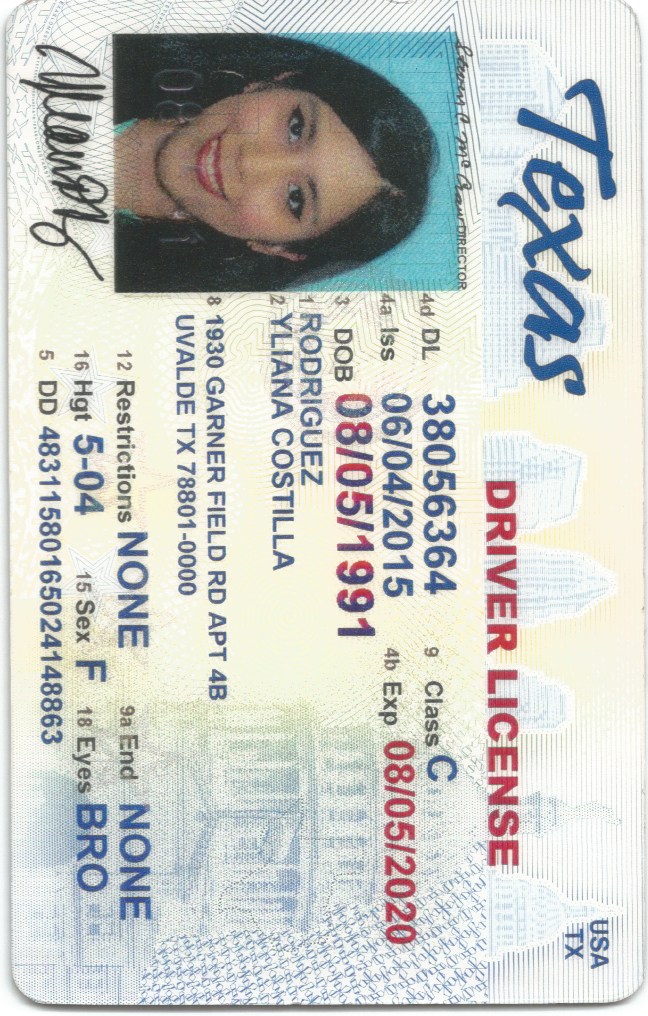 Texas
DRIVER LICENSE
USA
TX
4d DL 38056364 9 Class C
4a Iss 06/04/2015 4b Exp 08/05/2020
3 DOB 08/05/1991
1 RODRIGUEZ
2 YLIANA COSTILLA
8 1930 GARNER FIELD RD APT 4B
UVALDE TX 78801-0000
12 Restrictions NONE 9a End NONE
16 Hgt 5-04 15 Sex F 18 Eyes BRO
5 DD 48311580165024148863
DIRECTOR